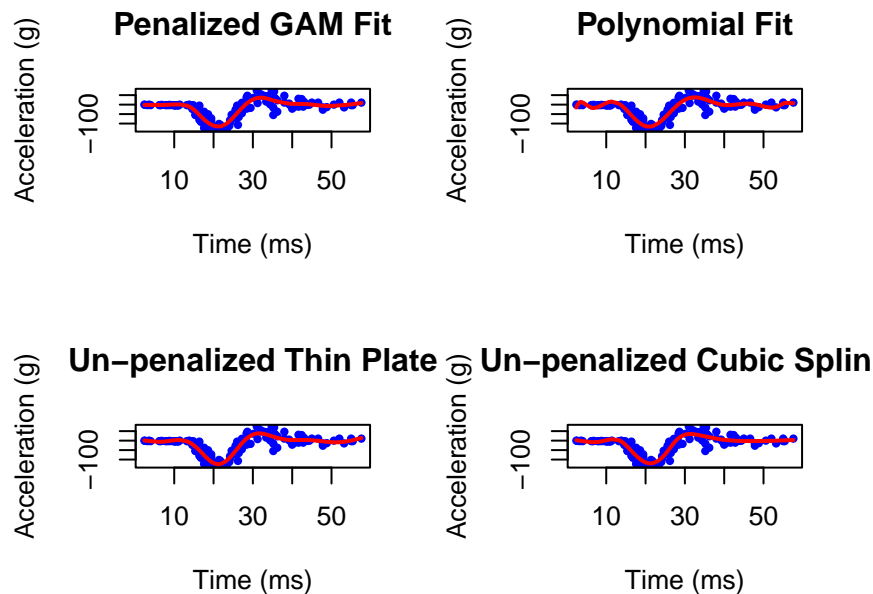 Penalized GAM Fit
Acceleration (g)
−100
10 30 50
Time (ms)
Polynomial Fit
Acceleration (g)
−100
10 30 50
Time (ms)
Un−penalized Thin Plate
Acceleration (g)
−100
10 30 50
Time (ms)
Un−penalized Cubic Splin
Acceleration (g)
−100
10 30 50
Time (ms)